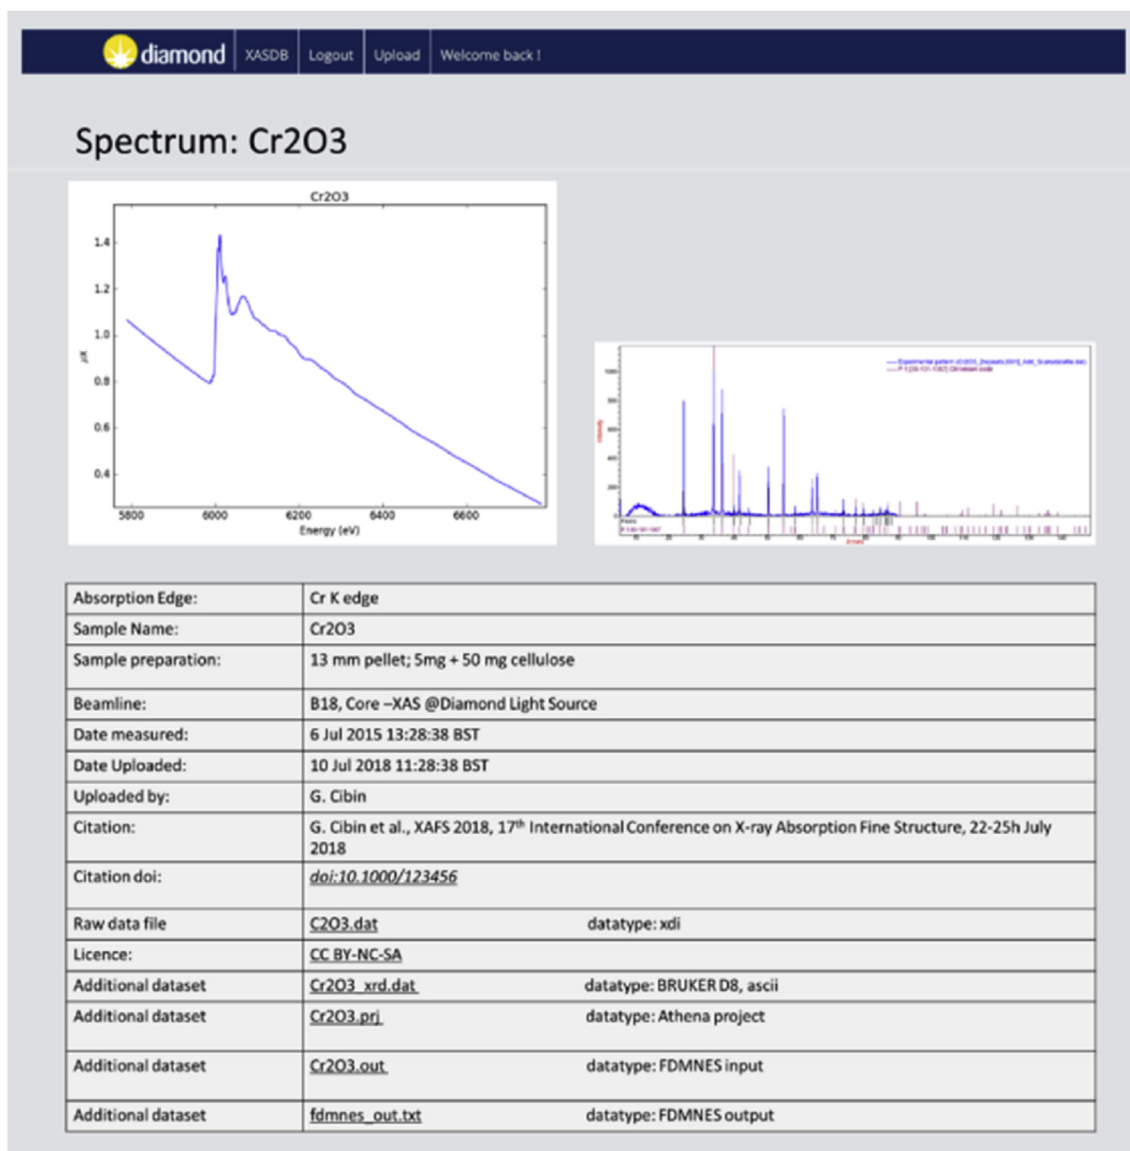 diamond XASDB Logout Upload Welcome back !
Spectrum: Cr2O3
Cr2O3
1.4
1.2
1.0
0.8
0.6
0.4
μx
5800 6000 6200 6400 6600
Energy (eV)
Intensity
Absorption Edge: Cr K edge
Sample Name: Cr2O3
Sample preparation: 13 mm pellet; 5mg + 50 mg cellulose
Beamline: B18, Core –XAS @Diamond Light Source
Date measured: 6 Jul 2015 13:28:38 BST
Date Uploaded: 10 Jul 2018 11:28:38 BST
Uploaded by: G. Cibin
Citation: G. Cibin et al., XAFS 2018, 17th International Conference on X-ray Absorption Fine Structure, 22-25h July
2018
Citation doi: doi:10.1000/123456
Raw data file C2O3.dat datatype: xdi
Licence: CC BY-NC-SA
Additional dataset Cr2O3_xrd.dat datatype: BRUKER D8, ascii
Additional dataset Cr2O3.prj datatype: Athena project
Additional dataset Cr2O3.out datatype: FDMNES input
Additional dataset fdmnes_out.txt datatype: FDMNES output